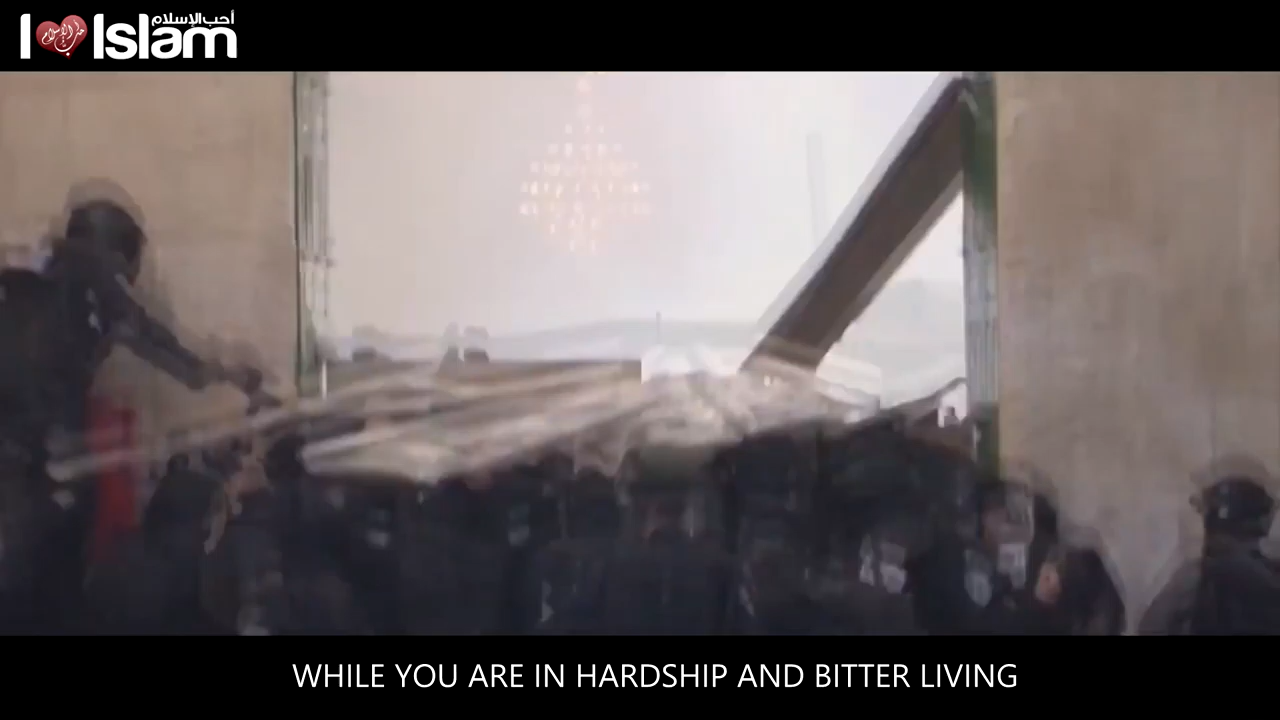 أحب الإسلام
I Islam
WHILE YOU ARE IN HARDSHIP AND BITTER LIVING